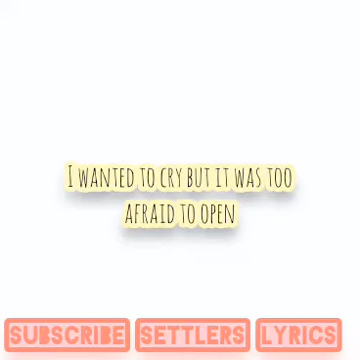 I WANTED TO CRY BUT IT WAS TOO
AFRAID TO OPEN
SUBSCRIBE SETTLERS LYRICS